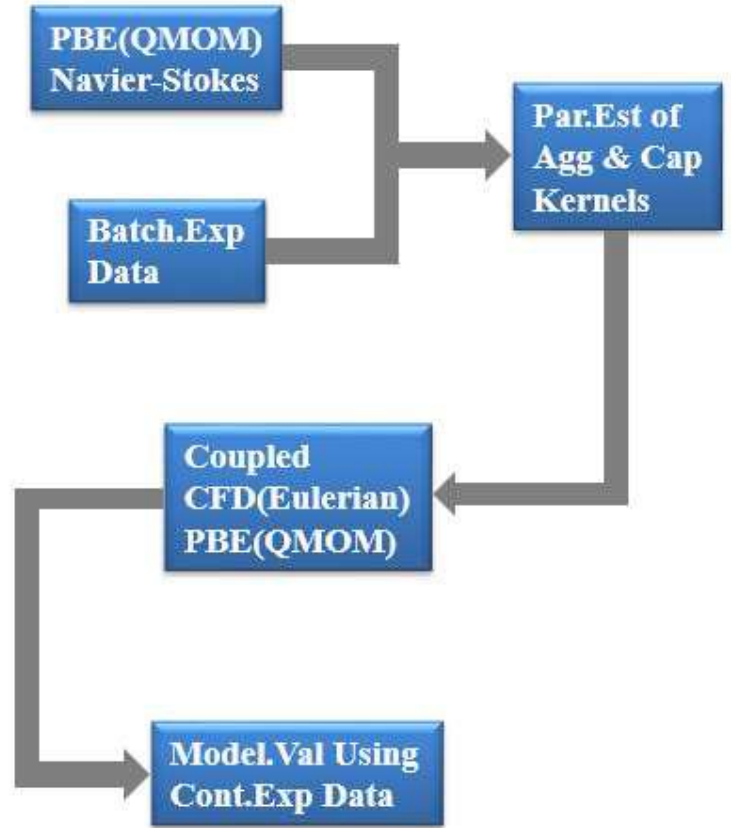 PBE(QMOM)
Navier-Stokes
Par.Est of
Agg & Cap
Kernels
Batch.Exp
Data
Coupled
CFD(Eulerian)
PBE(QMOM)
Model.Val Using
Cont.Exp Data